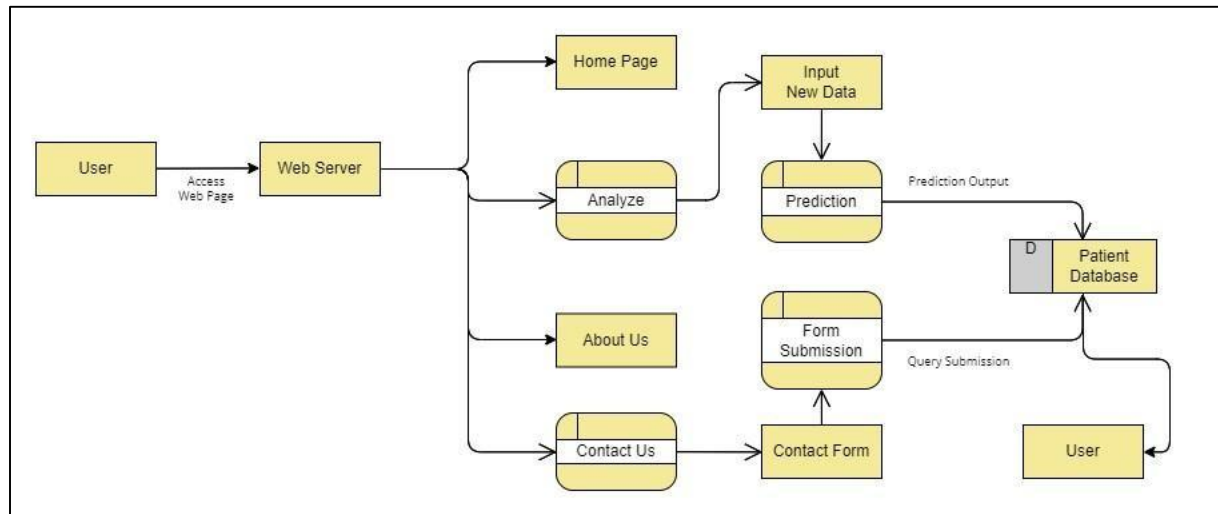 Home Page
Input
New Data
User
Access
Web Page
Web Server
Analyze
Prediction
Prediction Output
D
Patient
Database
About Us
Form
Submission
Query Submission
Contact Us
Contact Form
User